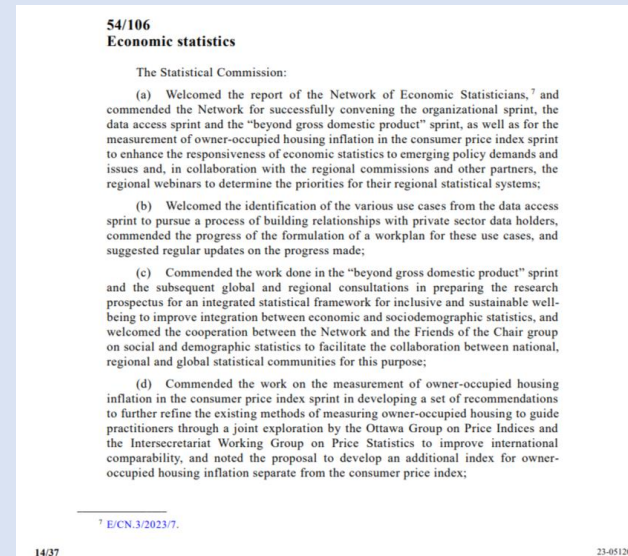 54/106
Economic statistics
The Statistical Commission:
(a) Welcomed the report of the Network of Economic Statisticians, 7 and
commended the Network for successfully convening the organizational sprint, the
data access sprint and the “beyond gross domestic product” sprint, as well as for the
measurement of owner-occupied housing inflation in the consumer price index sprint
to enhance the responsiveness of economic statistics to emerging policy demands and
issues and, in collaboration with the regional commissions and other partners, the
regional webinars to determine the priorities for their regional statistical systems;
(b) Welcomed the identification of the various use cases from the data access
sprint to pursue a process of building relationships with private sector data holders,
commended the progress of the formulation of a workplan for these use cases, and
suggested regular updates on the progress made;
(c) Commended the work done in the “beyond gross domestic product” sprint
and the subsequent global and regional consultations in preparing the research
prospectus for an integrated statistical framework for inclusive and sustainable well-
being to improve integration between economic and sociodemographic statistics, and
welcomed the cooperation between the Network and the Friends of the Chair group
on social and demographic statistics to facilitate the collaboration between national,
regional and global statistical communities for this purpose;
(d) Commended the work on the measurement of owner-occupied housing
inflation in the consumer price index sprint in developing a set of recommendations
to further refine the existing methods of measuring owner-occupied housing to guide
practitioners through a joint exploration by the Ottawa Group on Price Indices and
the Intersecretariat Working Group on Price Statistics to improve international
comparability, and noted the proposal to develop an additional index for owner-
occupied housing inflation separate from the consumer price index;
7 E/CN.3/2023/7.
14/37